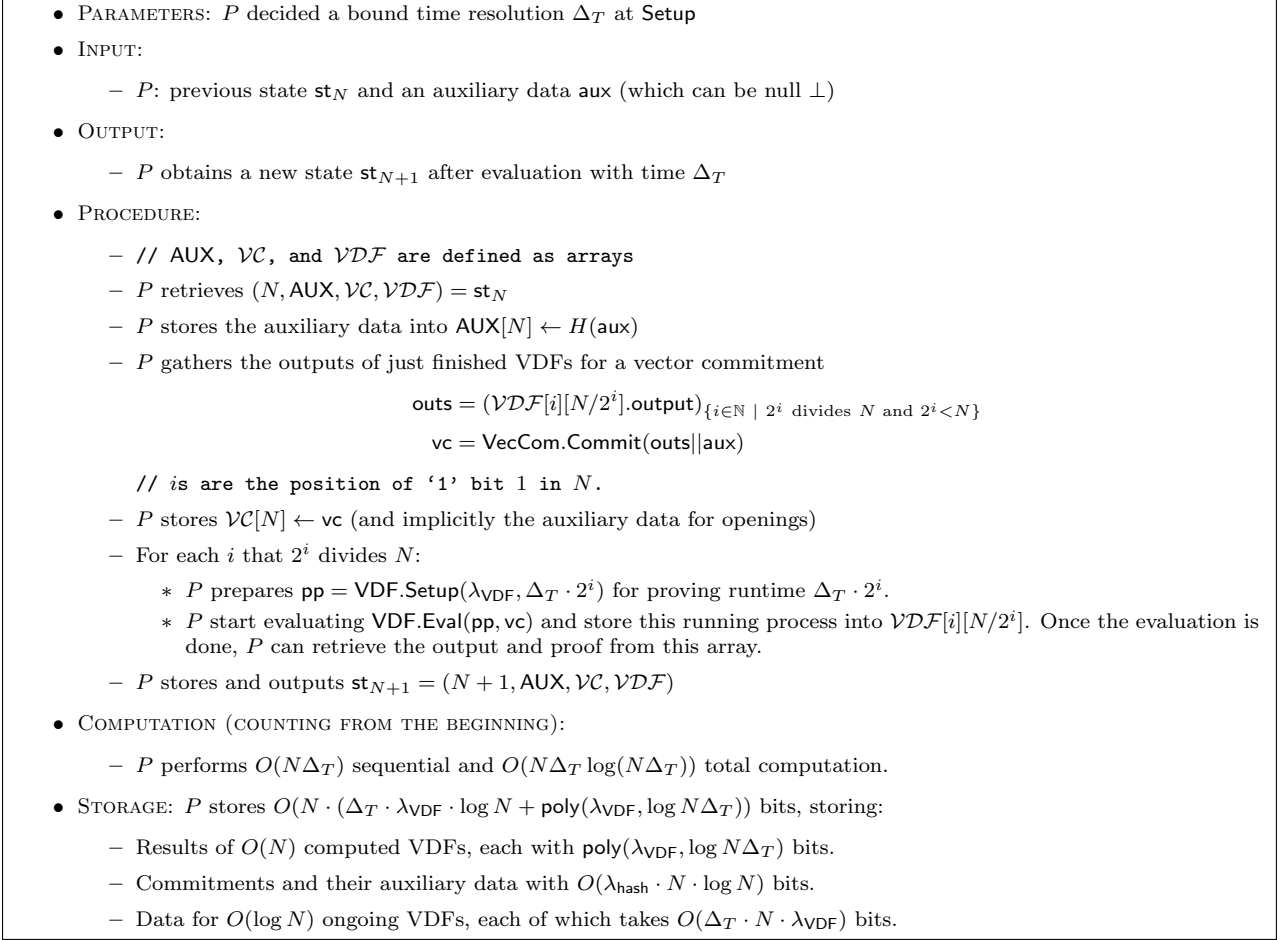 • PARAMETERS: P decided a bound time resolution Δ_T at Setup
• INPUT:
– P: previous state st_N and an auxiliary data aux (which can be null ⊥)
• OUTPUT:
– P obtains a new state st_{N+1} after evaluation with time Δ_T
• PROCEDURE:
– // AUX, 𝒱𝒞, and 𝒱𝒟ℱ are defined as arrays
– P retrieves (N, AUX, 𝒱𝒞, 𝒱𝒟ℱ) = st_N
– P stores the auxiliary data into AUX[N] ← H(aux)
– P gathers the outputs of just finished VDFs for a vector commitment
outs = (𝒱𝒟ℱ[i][N/2^i].output)_{{i∈ℕ | 2^i divides N and 2^i<N}}
vc = VecCom.Commit(outs||aux)
// is are the position of ‘1’ bit 1 in N.
– P stores 𝒱𝒞[N] ← vc (and implicitly the auxiliary data for openings)
– For each i that 2^i divides N:
∗ P prepares pp = VDF.Setup(λ_VDF, Δ_T · 2^i) for proving runtime Δ_T · 2^i.
∗ P start evaluating VDF.Eval(pp, vc) and store this running process into 𝒱𝒟ℱ[i][N/2^i]. Once the evaluation is
done, P can retrieve the output and proof from this array.
– P stores and outputs st_{N+1} = (N + 1, AUX, 𝒱𝒞, 𝒱𝒟ℱ)
• COMPUTATION (COUNTING FROM THE BEGINNING):
– P performs O(NΔ_T) sequential and O(NΔ_T log(NΔ_T)) total computation.
• STORAGE: P stores O(N · (Δ_T · λ_VDF · log N + poly(λ_VDF, log NΔ_T)) bits, storing:
– Results of O(N) computed VDFs, each with poly(λ_VDF, log NΔ_T) bits.
– Commitments and their auxiliary data with O(λ_hash · N · log N) bits.
– Data for O(log N) ongoing VDFs, each of which takes O(Δ_T · N · λ_VDF) bits.